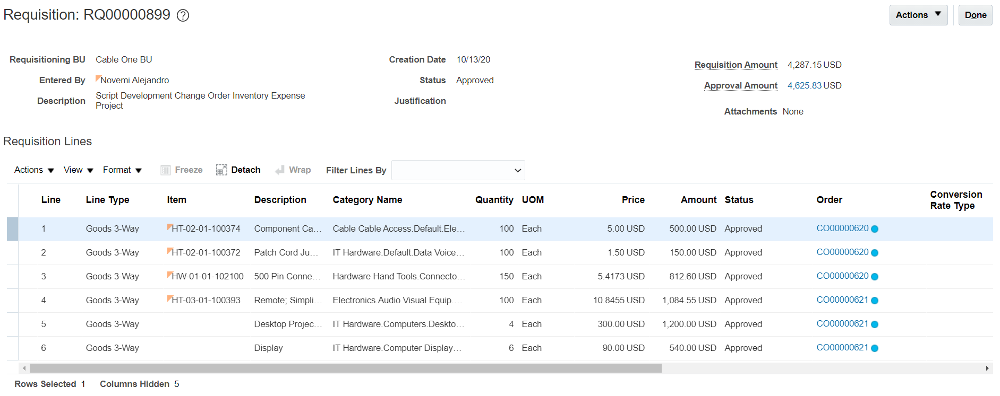 Requisition: RQ00000899 ?
Actions Done
Requisitioning BU Cable One BU
Entered By Novemi Alejandro
Description Script Development Change Order Inventory Expense
Project
Creation Date 10/13/20
Status Approved
Justification
Requisition Amount 4,287.15 USD
Approval Amount 4,625.83 USD
Attachments None
Requisition Lines
Actions View Format Freeze Detach Wrap Filter Lines By
Line Line Type Item Description Category Name Quantity UOM Price Amount Status Order Conversion
Rate Type
1 Goods 3-Way HT-02-01-100374 Component Ca... Cable Cable Access.Default.Ele... 100 Each 5.00 USD 500.00 USD Approved CO00000620
2 Goods 3-Way HT-02-01-100372 Patch Cord Ju... IT Hardware.Default.Data Voice... 100 Each 1.50 USD 150.00 USD Approved CO00000620
3 Goods 3-Way HW-01-01-102100 500 Pin Conne... Hardware Hand Tools.Connecto... 150 Each 5.4173 USD 812.60 USD Approved CO00000620
4 Goods 3-Way HT-03-01-100393 Remote; Simpli... Electronics.Audio Visual Equip.... 100 Each 10.8455 USD 1,084.55 USD Approved CO00000621
5 Goods 3-Way Desktop Projec... IT Hardware.Computers.Deskto... 4 Each 300.00 USD 1,200.00 USD Approved CO00000621
6 Goods 3-Way Display IT Hardware.Computer Display... 6 Each 90.00 USD 540.00 USD Approved CO00000621
Rows Selected 1 Columns Hidden 5